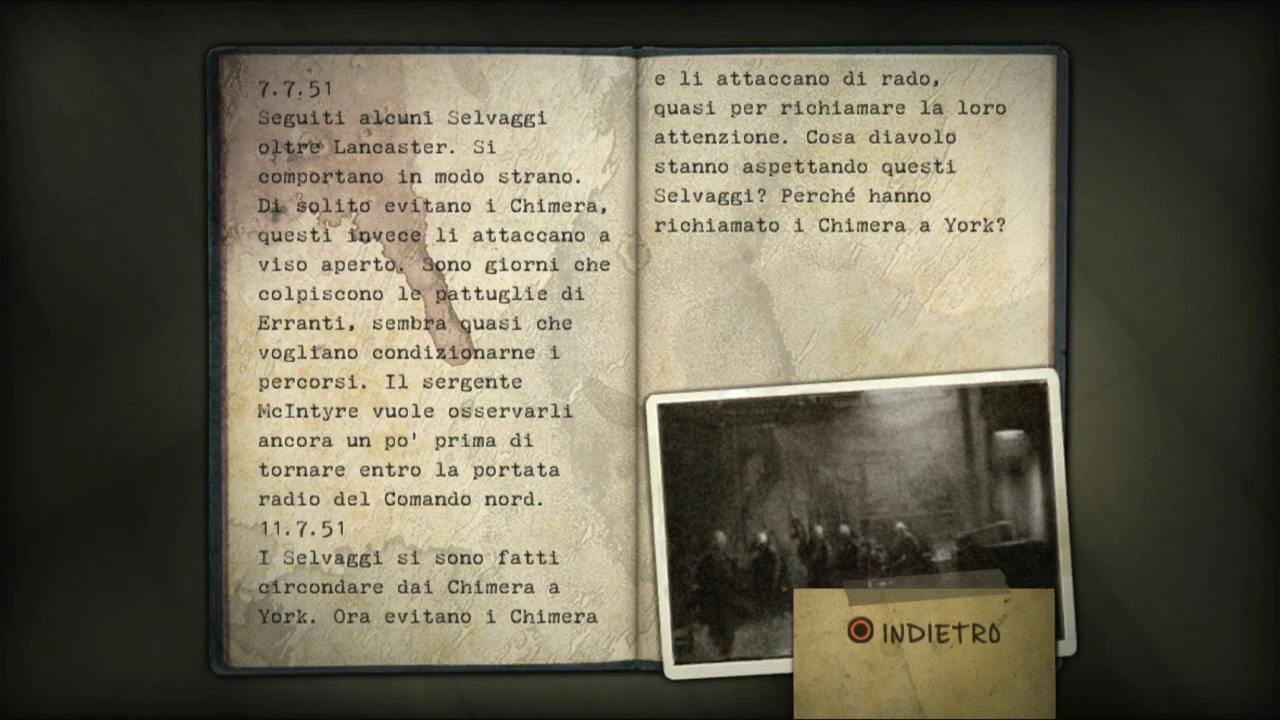 7.7.51
Seguiti alcuni Selvaggi
oltre Lancaster. Si
comportano in modo strano.
Di solito evitano i Chimera,
questi invece li attaccano a
viso aperto. Sono giorni che
colpiscono le pattuglie di
Erranti, sembra quasi che
vogliano condizionarne i
percorsi. Il sergente
McIntyre vuole osservarli
ancora un po' prima di
tornare entro la portata
radio del Comando nord.
11.7.51
I Selvaggi si sono fatti
circondare dai Chimera a
York. Ora evitano i Chimera
e li attaccano di rado,
quasi per richiamare la loro
attenzione. Cosa diavolo
stanno aspettando questi
Selvaggi? Perché hanno
richiamato i Chimera a York?
INDIETRO